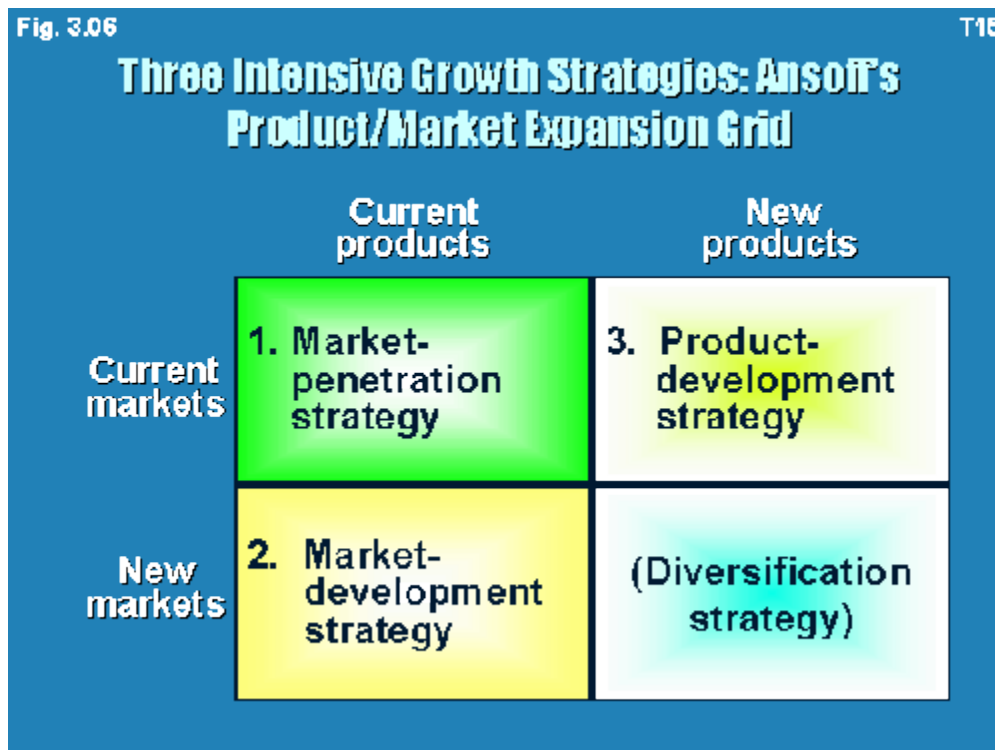 Fig. 3.06
T15
Three Intensive Growth Strategies: Ansoff's
Product/Market Expansion Grid
Current
products
New
products
Current
markets
1. Market-
penetration
strategy
3. Product-
development
strategy
New
markets
2. Market-
development
strategy
(Diversification
strategy)